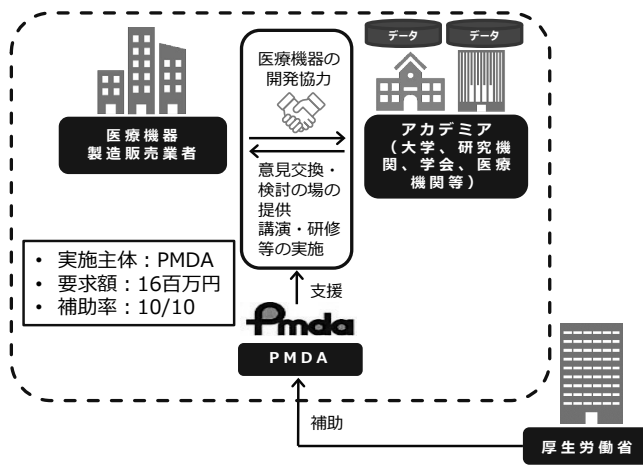 データ
データ
医療機器の
開発協力
医療機器
製造販売業者
アカデミア
（大学、研究機
関、学会、医療
機関等）
意見交換・
検討の場の
提供
講演・研修
等の実施
• 実施主体：PMDA
• 要求額：16百万円
• 補助率：10/10
支援
Pmda
PMDA
補助
厚生労働省